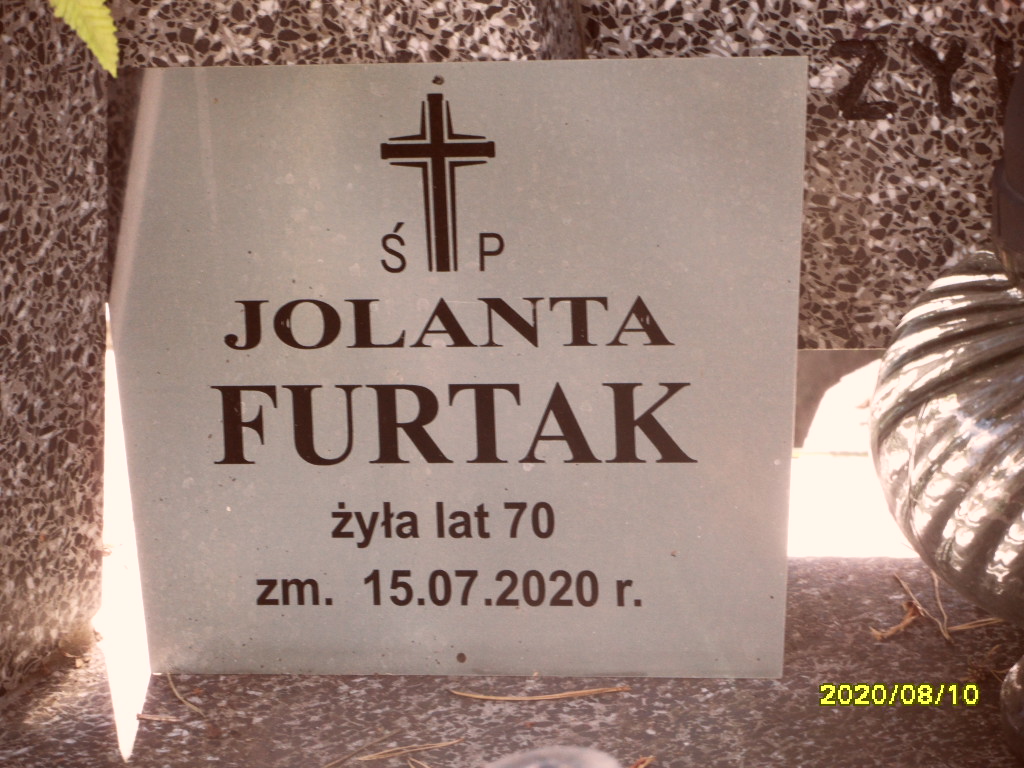 Ś P
JOLANTA
FURTAK
żyła lat 70
zm. 15.07.2020 r.
2020/08/10